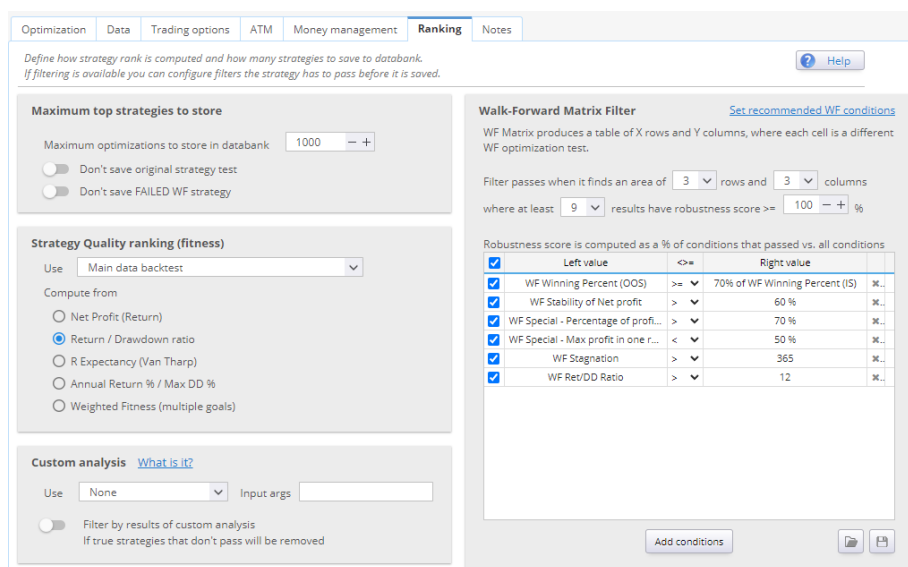 Optimization Data Trading options ATM Money management Ranking Notes
Define how strategy rank is computed and how many strategies to save to databank.
If filtering is available you can configure filters the strategy has to pass before it is saved.
? Help
Maximum top strategies to store
Maximum optimizations to store in databank 1000 − +
Don't save original strategy test
Don't save FAILED WF strategy
Strategy Quality ranking (fitness)
Use Main data backtest
Compute from
Net Profit (Return)
Return / Drawdown ratio
R Expectancy (Van Tharp)
Annual Return % / Max DD %
Weighted Fitness (multiple goals)
Custom analysis What is it?
Use None Input args
Filter by results of custom analysis
If true strategies that don't pass will be removed
Walk-Forward Matrix Filter Set recommended WF conditions
WF Matrix produces a table of X rows and Y columns, where each cell is a different
WF optimization test.
Filter passes when it finds an area of 3 rows and 3 columns
where at least 9 results have robustness score >= 100 − + %
Robustness score is computed as a % of conditions that passed vs. all conditions
Left value <>= Right value
WF Winning Percent (OOS) >= 70% of WF Winning Percent (IS)
WF Stability of Net profit > 60 %
WF Special - Percentage of profi... > 70 %
WF Special - Max profit in one r... < 50 %
WF Stagnation > 365
WF Ret/DD Ratio > 12
Add conditions